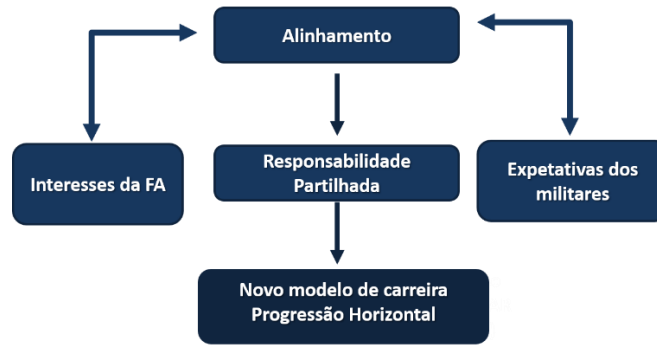 Alinhamento
Interesses da FA
Responsabilidade
Partilhada
Expetativas dos
militares
Novo modelo de carreira
Progressão Horizontal